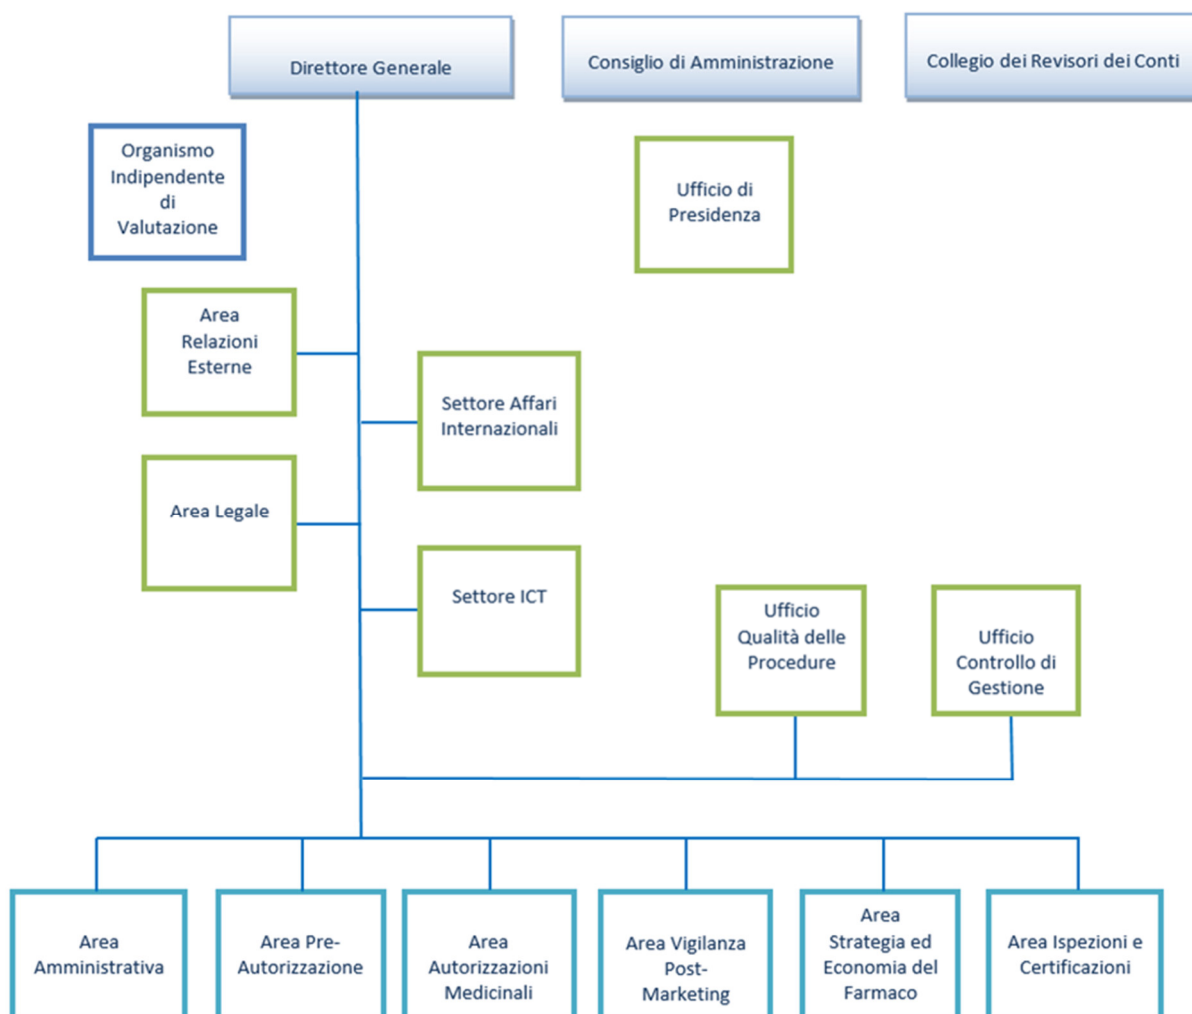 Direttore Generale
Consiglio di Amministrazione
Collegio dei Revisori dei Conti
Organismo
Indipendente
di
Valutazione
Ufficio di
Presidenza
Area
Relazioni
Esterne
Settore Affari
Internazionali
Area Legale
Settore ICT
Ufficio
Qualità delle
Procedure
Ufficio
Controllo di
Gestione
Area
Amministrativa
Area Pre-
Autorizzazione
Area
Autorizzazioni
Medicinali
Area Vigilanza
Post-
Marketing
Area
Strategia ed
Economia del
Farmaco
Area Ispezioni e
Certificazioni